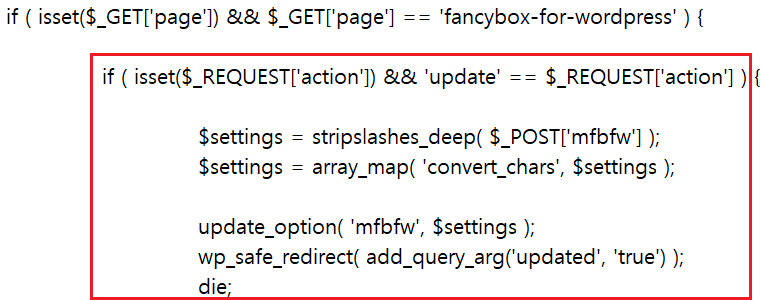 if ( isset($_GET['page']) && $_GET['page'] == 'fancybox-for-wordpress' ) {
if ( isset($_REQUEST['action']) && 'update' == $_REQUEST['action'] ) {
$settings = stripslashes_deep( $_POST['mfbfw'] );
$settings = array_map( 'convert_chars', $settings );
update_option( 'mfbfw', $settings );
wp_safe_redirect( add_query_arg('updated', 'true') );
die;